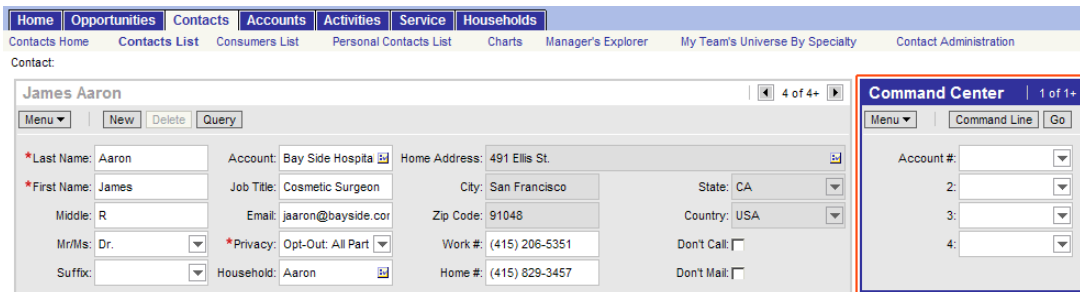 Home Opportunities Contacts Accounts Activities Service Households
Contacts Home Contacts List Consumers List Personal Contacts List Charts Manager's Explorer My Team's Universe By Specialty Contact Administration
Contact:
James Aaron 4 of 4+
Menu New Delete Query
*Last Name: Aaron Account: Bay Side Hospita Home Address: 491 Ellis St.
*First Name: James Job Title: Cosmetic Surgeon City: San Francisco State: CA
Middle: R Email: jaaron@bayside.cor Zip Code: 91048 Country: USA
Mr/Ms: Dr. *Privacy: Opt-Out: All Part Work #: (415) 206-5351 Don't Call:
Suffix: Household: Aaron Home #: (415) 829-3457 Don't Mail:
Command Center 1 of 1+
Menu Command Line Go
Account #:
2:
3:
4: